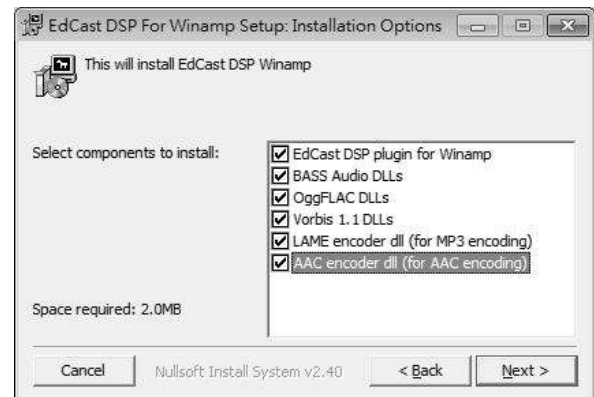 EdCast DSP For Winamp Setup: Installation Options
This will install EdCast DSP Winamp
Select components to install:
EdCast DSP plugin for Winamp
BASS Audio DLLs
OggFLAC DLLs
Vorbis 1.1 DLLs
LAME encoder dll (for MP3 encoding)
AAC encoder dll (for AAC encoding)
Space required: 2.0MB
Cancel Nullsoft Install System v2.40 < Back Next >